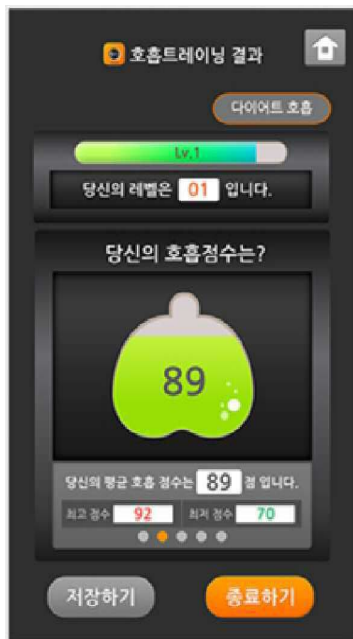 호흡트레이닝 결과
다이어트 호흡
Lv.1
당신의 레벨은 01 입니다.
당신의 호흡점수는?
89
당신의 평균 호흡 점수는 89 점 입니다.
최고 점수 92 최저 점수 70
저장하기 종료하기